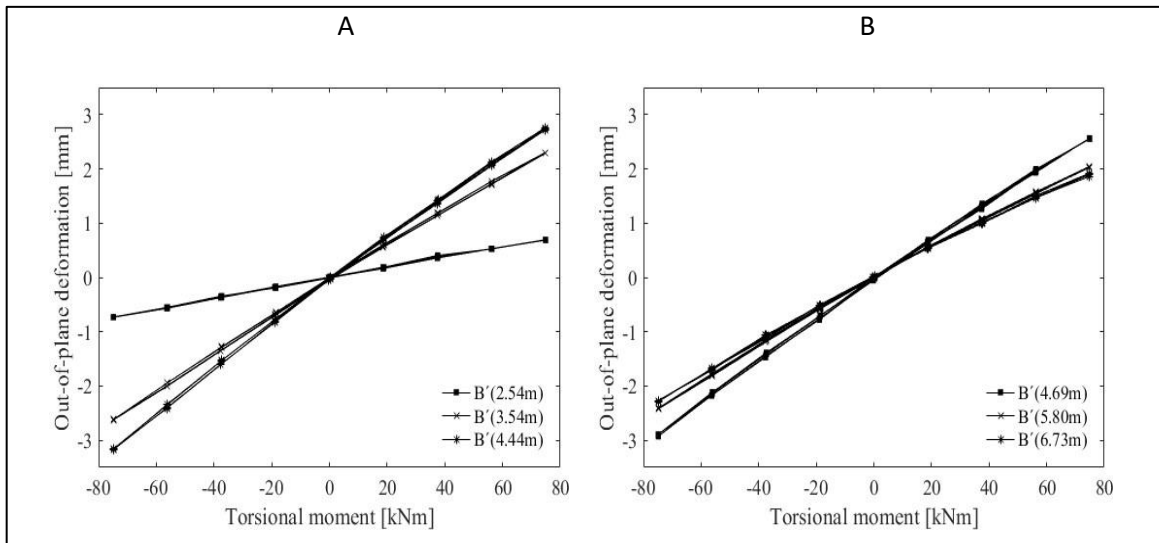 A
B
Out-of-plane deformation [mm]
3
2
1
0
-1
-2
-3
B´(2.54m)
B´(3.54m)
B´(4.44m)
-80 -60 -40 -20 0 20 40 60 80
Torsional moment [kNm]
Out-of-plane deformation [mm]
3
2
1
0
-1
-2
-3
B´(4.69m)
B´(5.80m)
B´(6.73m)
-80 -60 -40 -20 0 20 40 60 80
Torsional moment [kNm]